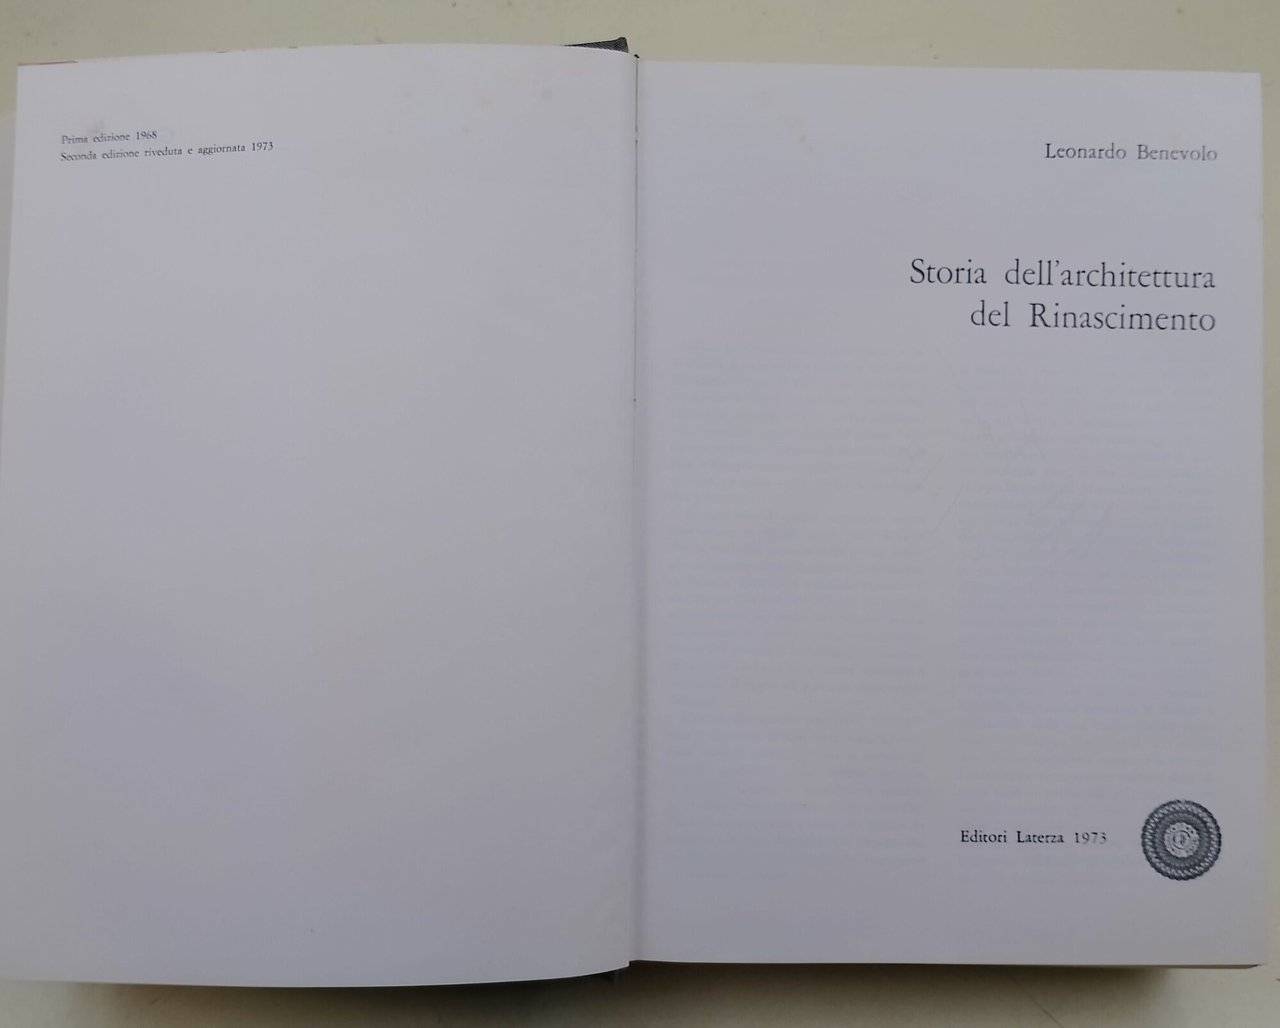 Prima edizione 1968
Seconda edizione riveduta e aggiornata 1973
Leonardo Benevolo
Storia dell'architettura
del Rinascimento
Editori Laterza 1973